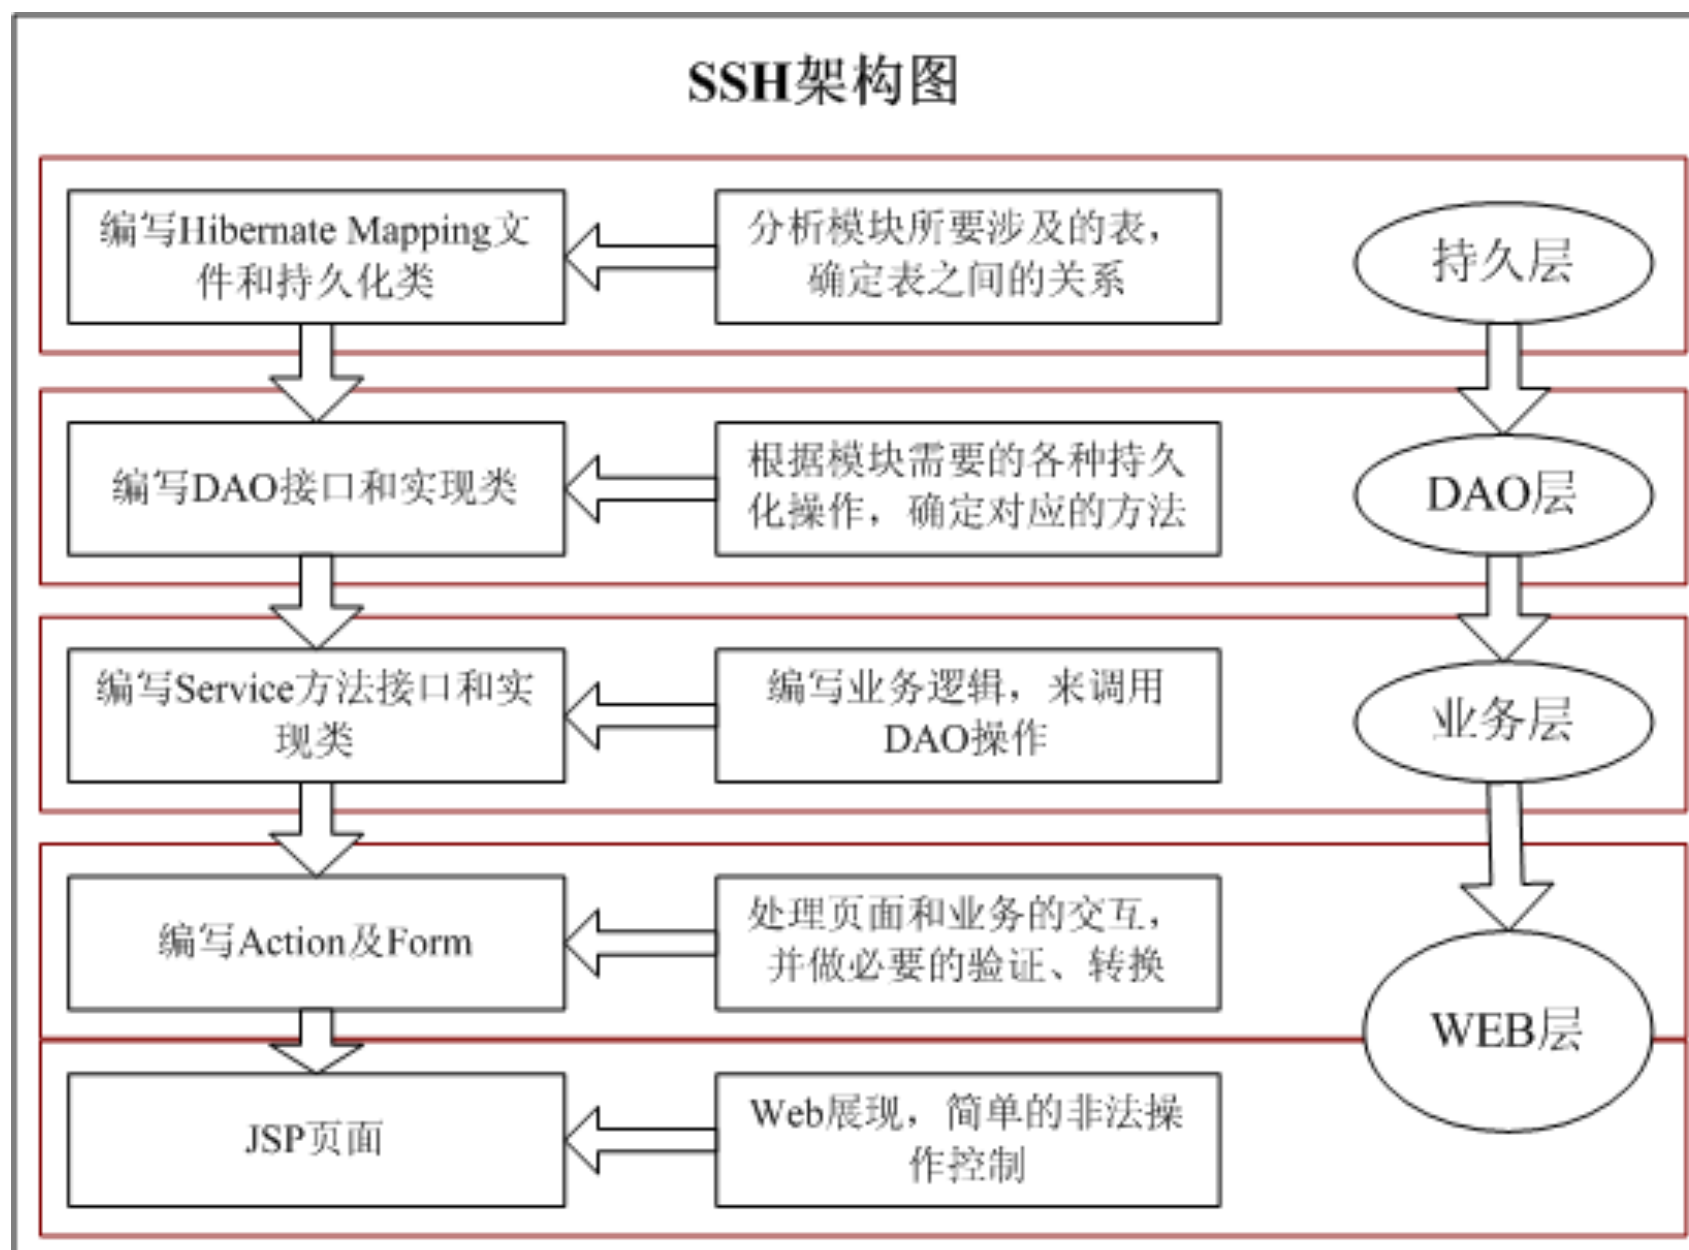 SSH架构图
编写Hibernate Mapping文
件和持久化类
分析模块所要涉及的表，
确定表之间的关系
持久层
编写DAO接口和实现类
根据模块需要的各种持久
化操作，确定对应的方法
DAO层
编写Service方法接口和实
现类
编写业务逻辑，来调用
DAO操作
业务层
编写Action及Form
处理页面和业务的交互，
并做必要的验证、转换
WEB层
JSP页面
Web展现，简单的非法操
作控制